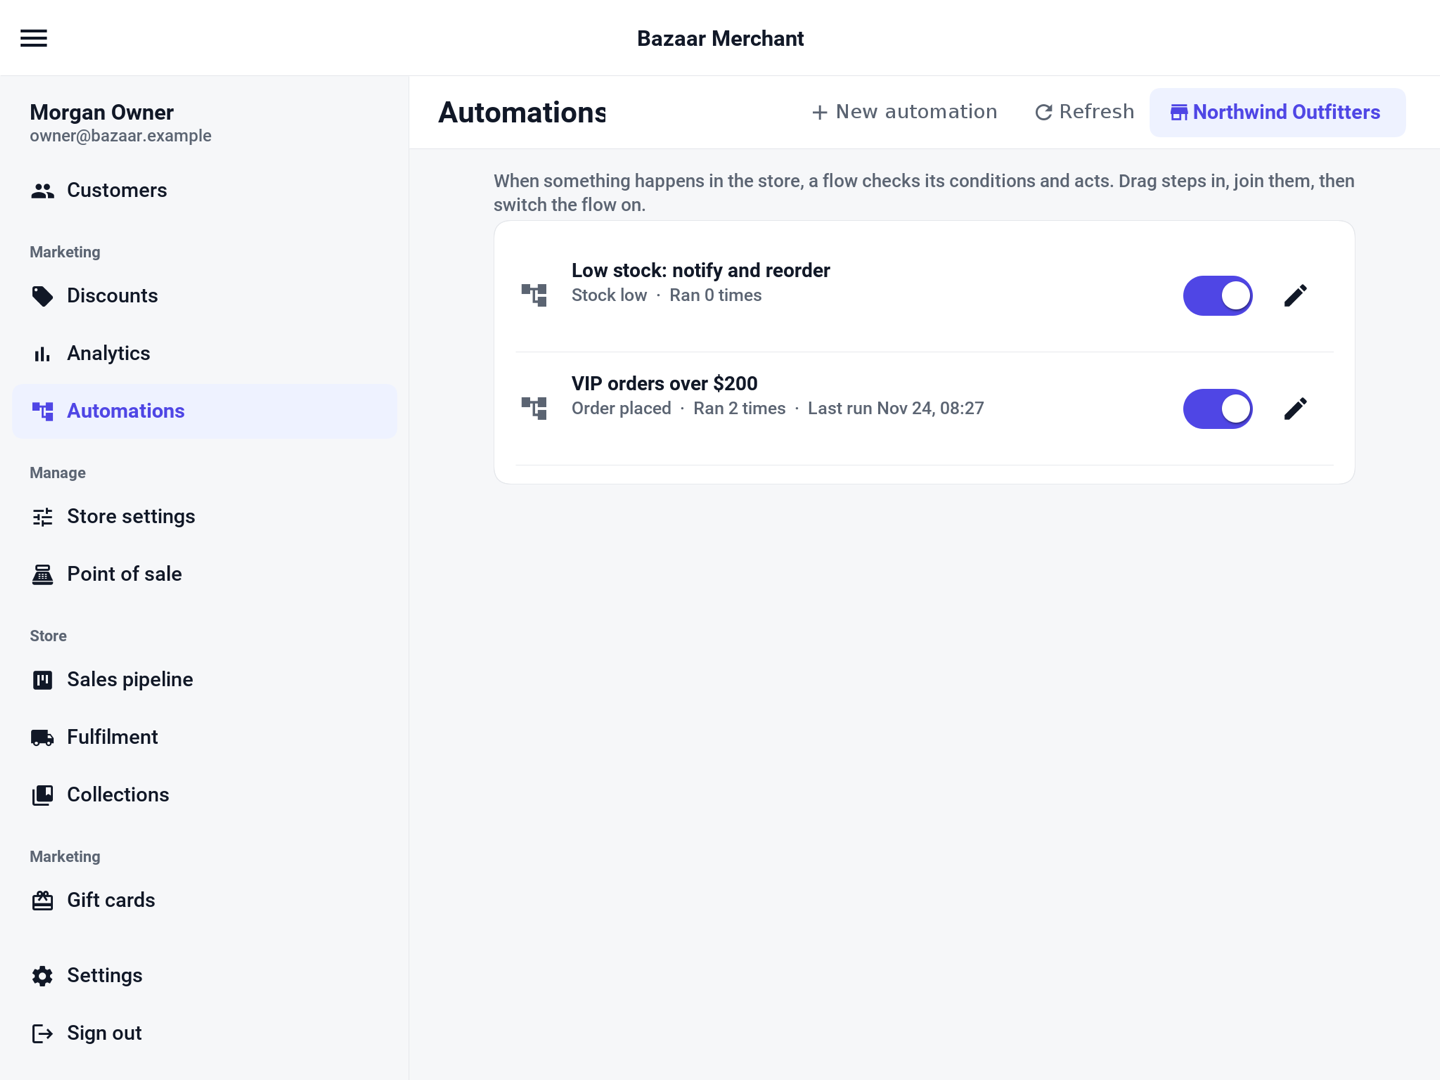 Bazaar Merchant
Morgan Owner
owner@bazaar.example
Customers
Marketing
Discounts
Analytics
Automations
Manage
Store settings
Point of sale
Store
Sales pipeline
Fulfilment
Collections
Marketing
Gift cards
Settings
Sign out
Automations
New automation
Refresh
Northwind Outfitters
When something happens in the store, a flow checks its conditions and acts. Drag steps in, join them, then
switch the flow on.
Low stock: notify and reorder
Stock low · Ran 0 times
VIP orders over $200
Order placed · Ran 2 times · Last run Nov 24, 08:27